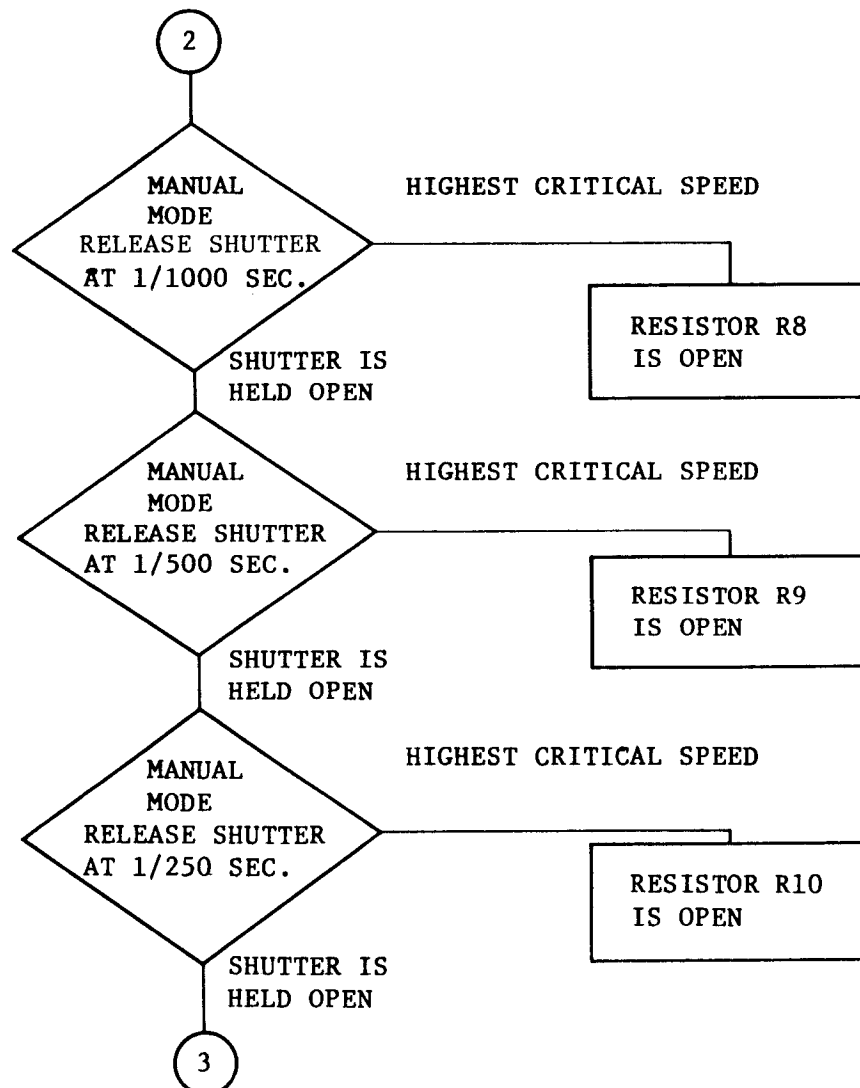 2
MANUAL
MODE
RELEASE SHUTTER
AT 1/1000 SEC.
HIGHEST CRITICAL SPEED
RESISTOR R8
IS OPEN
SHUTTER IS
HELD OPEN
MANUAL
MODE
RELEASE SHUTTER
AT 1/500 SEC.
HIGHEST CRITICAL SPEED
RESISTOR R9
IS OPEN
SHUTTER IS
HELD OPEN
MANUAL
MODE
RELEASE SHUTTER
AT 1/250 SEC.
HIGHEST CRITICAL SPEED
RESISTOR R10
IS OPEN
SHUTTER IS
HELD OPEN
3